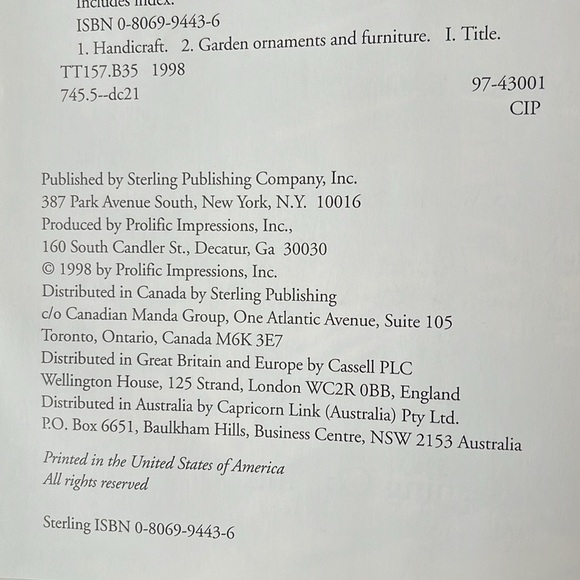 Includes index.
ISBN 0-8069-9443-6
1. Handicraft. 2. Garden ornaments and furniture. I. Title.
TT157.B35 1998
745.5--dc21
97-43001
CIP
Published by Sterling Publishing Company, Inc.
387 Park Avenue South, New York, N.Y. 10016
Produced by Prolific Impressions, Inc.,
160 South Candler St., Decatur, Ga 30030
© 1998 by Prolific Impressions, Inc.
Distributed in Canada by Sterling Publishing
c/o Canadian Manda Group, One Atlantic Avenue, Suite 105
Toronto, Ontario, Canada M6K 3E7
Distributed in Great Britain and Europe by Cassell PLC
Wellington House, 125 Strand, London WC2R 0BB, England
Distributed in Australia by Capricorn Link (Australia) Pty Ltd.
P.O. Box 6651, Baulkham Hills, Business Centre, NSW 2153 Australia
Printed in the United States of America
All rights reserved
Sterling ISBN 0-8069-9443-6